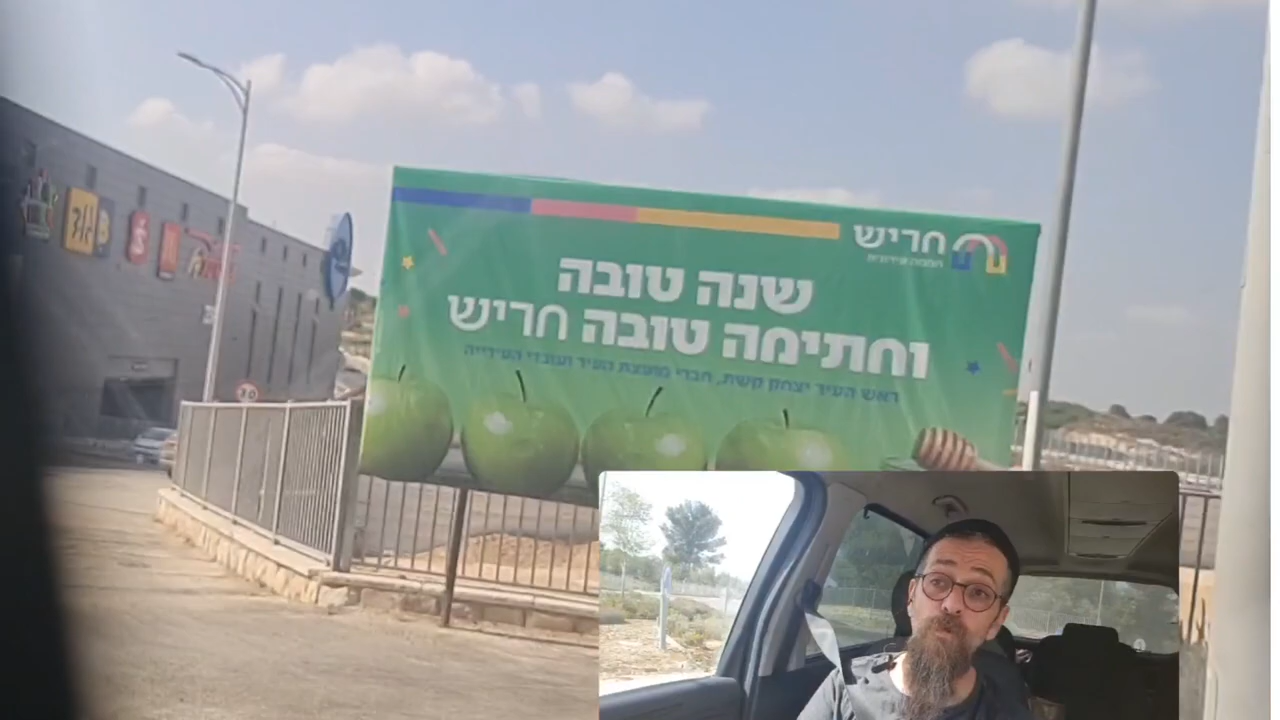 חריש
שנה טובה
וחתימה טובה חריש
ראש העיר יצחק קשת, חברי מועצת העיר ועובדי העירייה